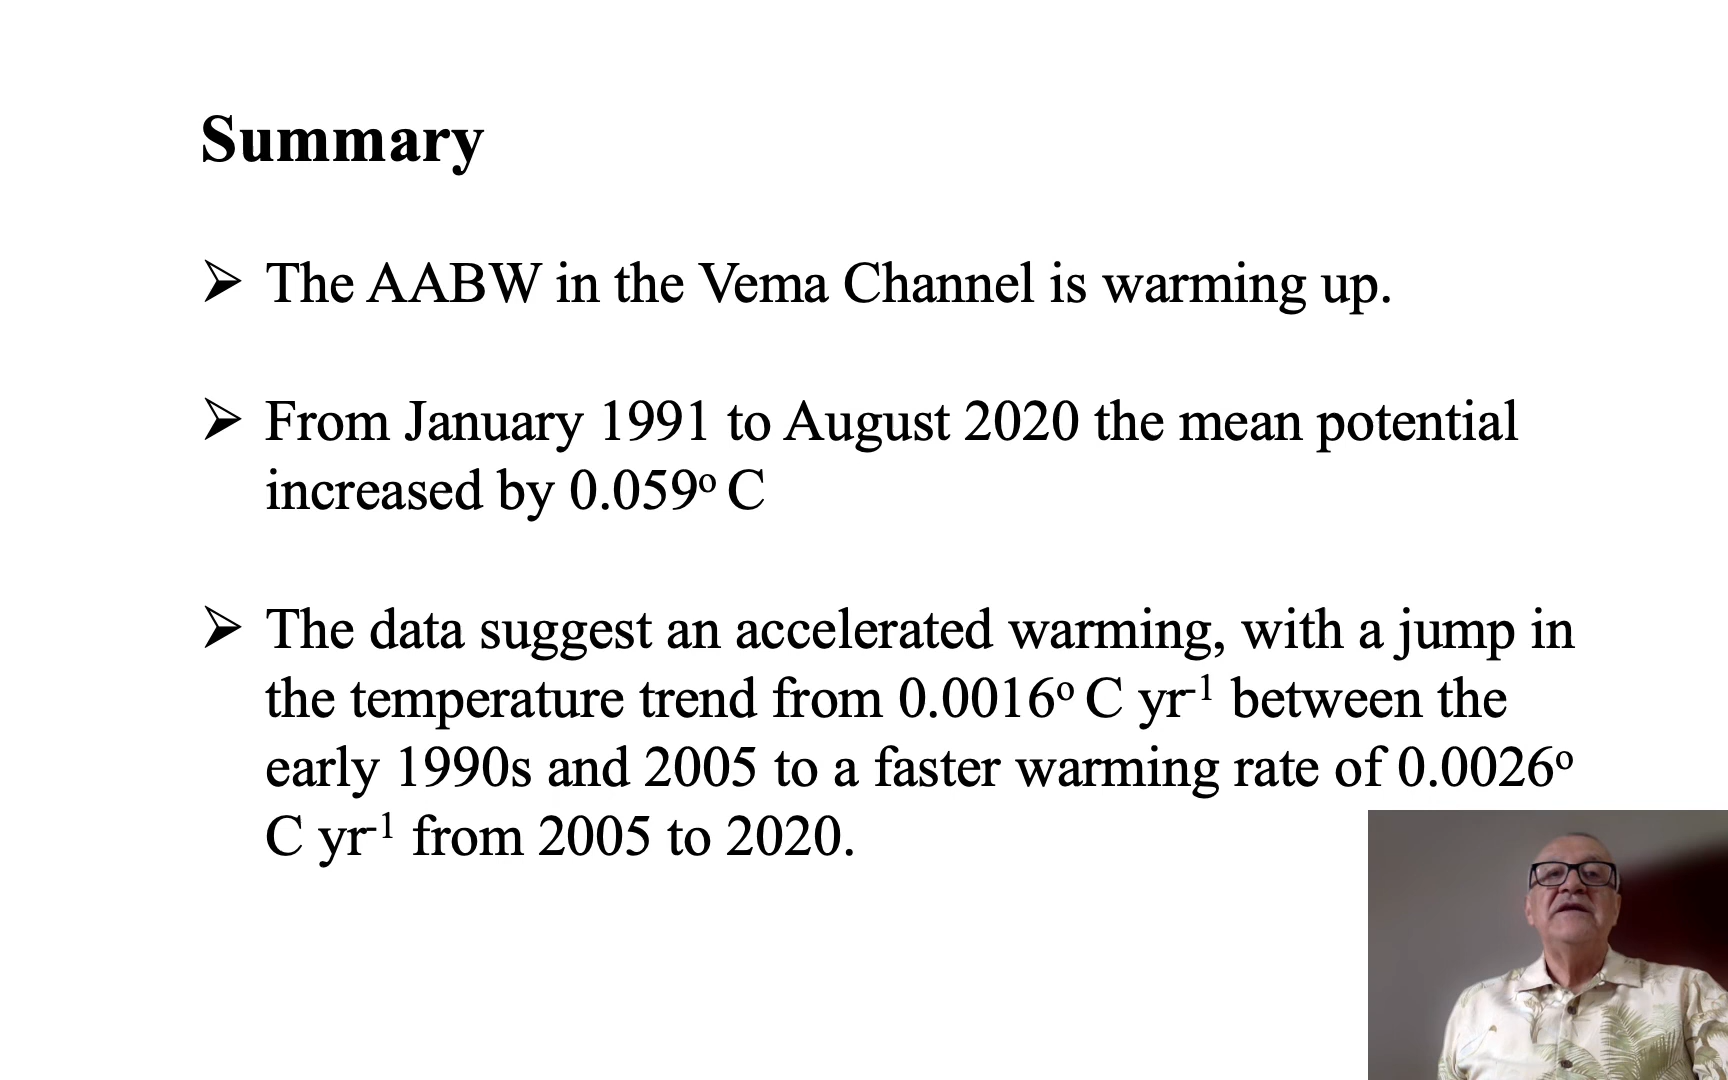 Summary
➢ The AABW in the Vema Channel is warming up.
➢ From January 1991 to August 2020 the mean potential
increased by 0.059º C
➢ The data suggest an accelerated warming, with a jump in
the temperature trend from 0.0016º C yr⁻¹ between the
early 1990s and 2005 to a faster warming rate of 0.0026º
C yr⁻¹ from 2005 to 2020.